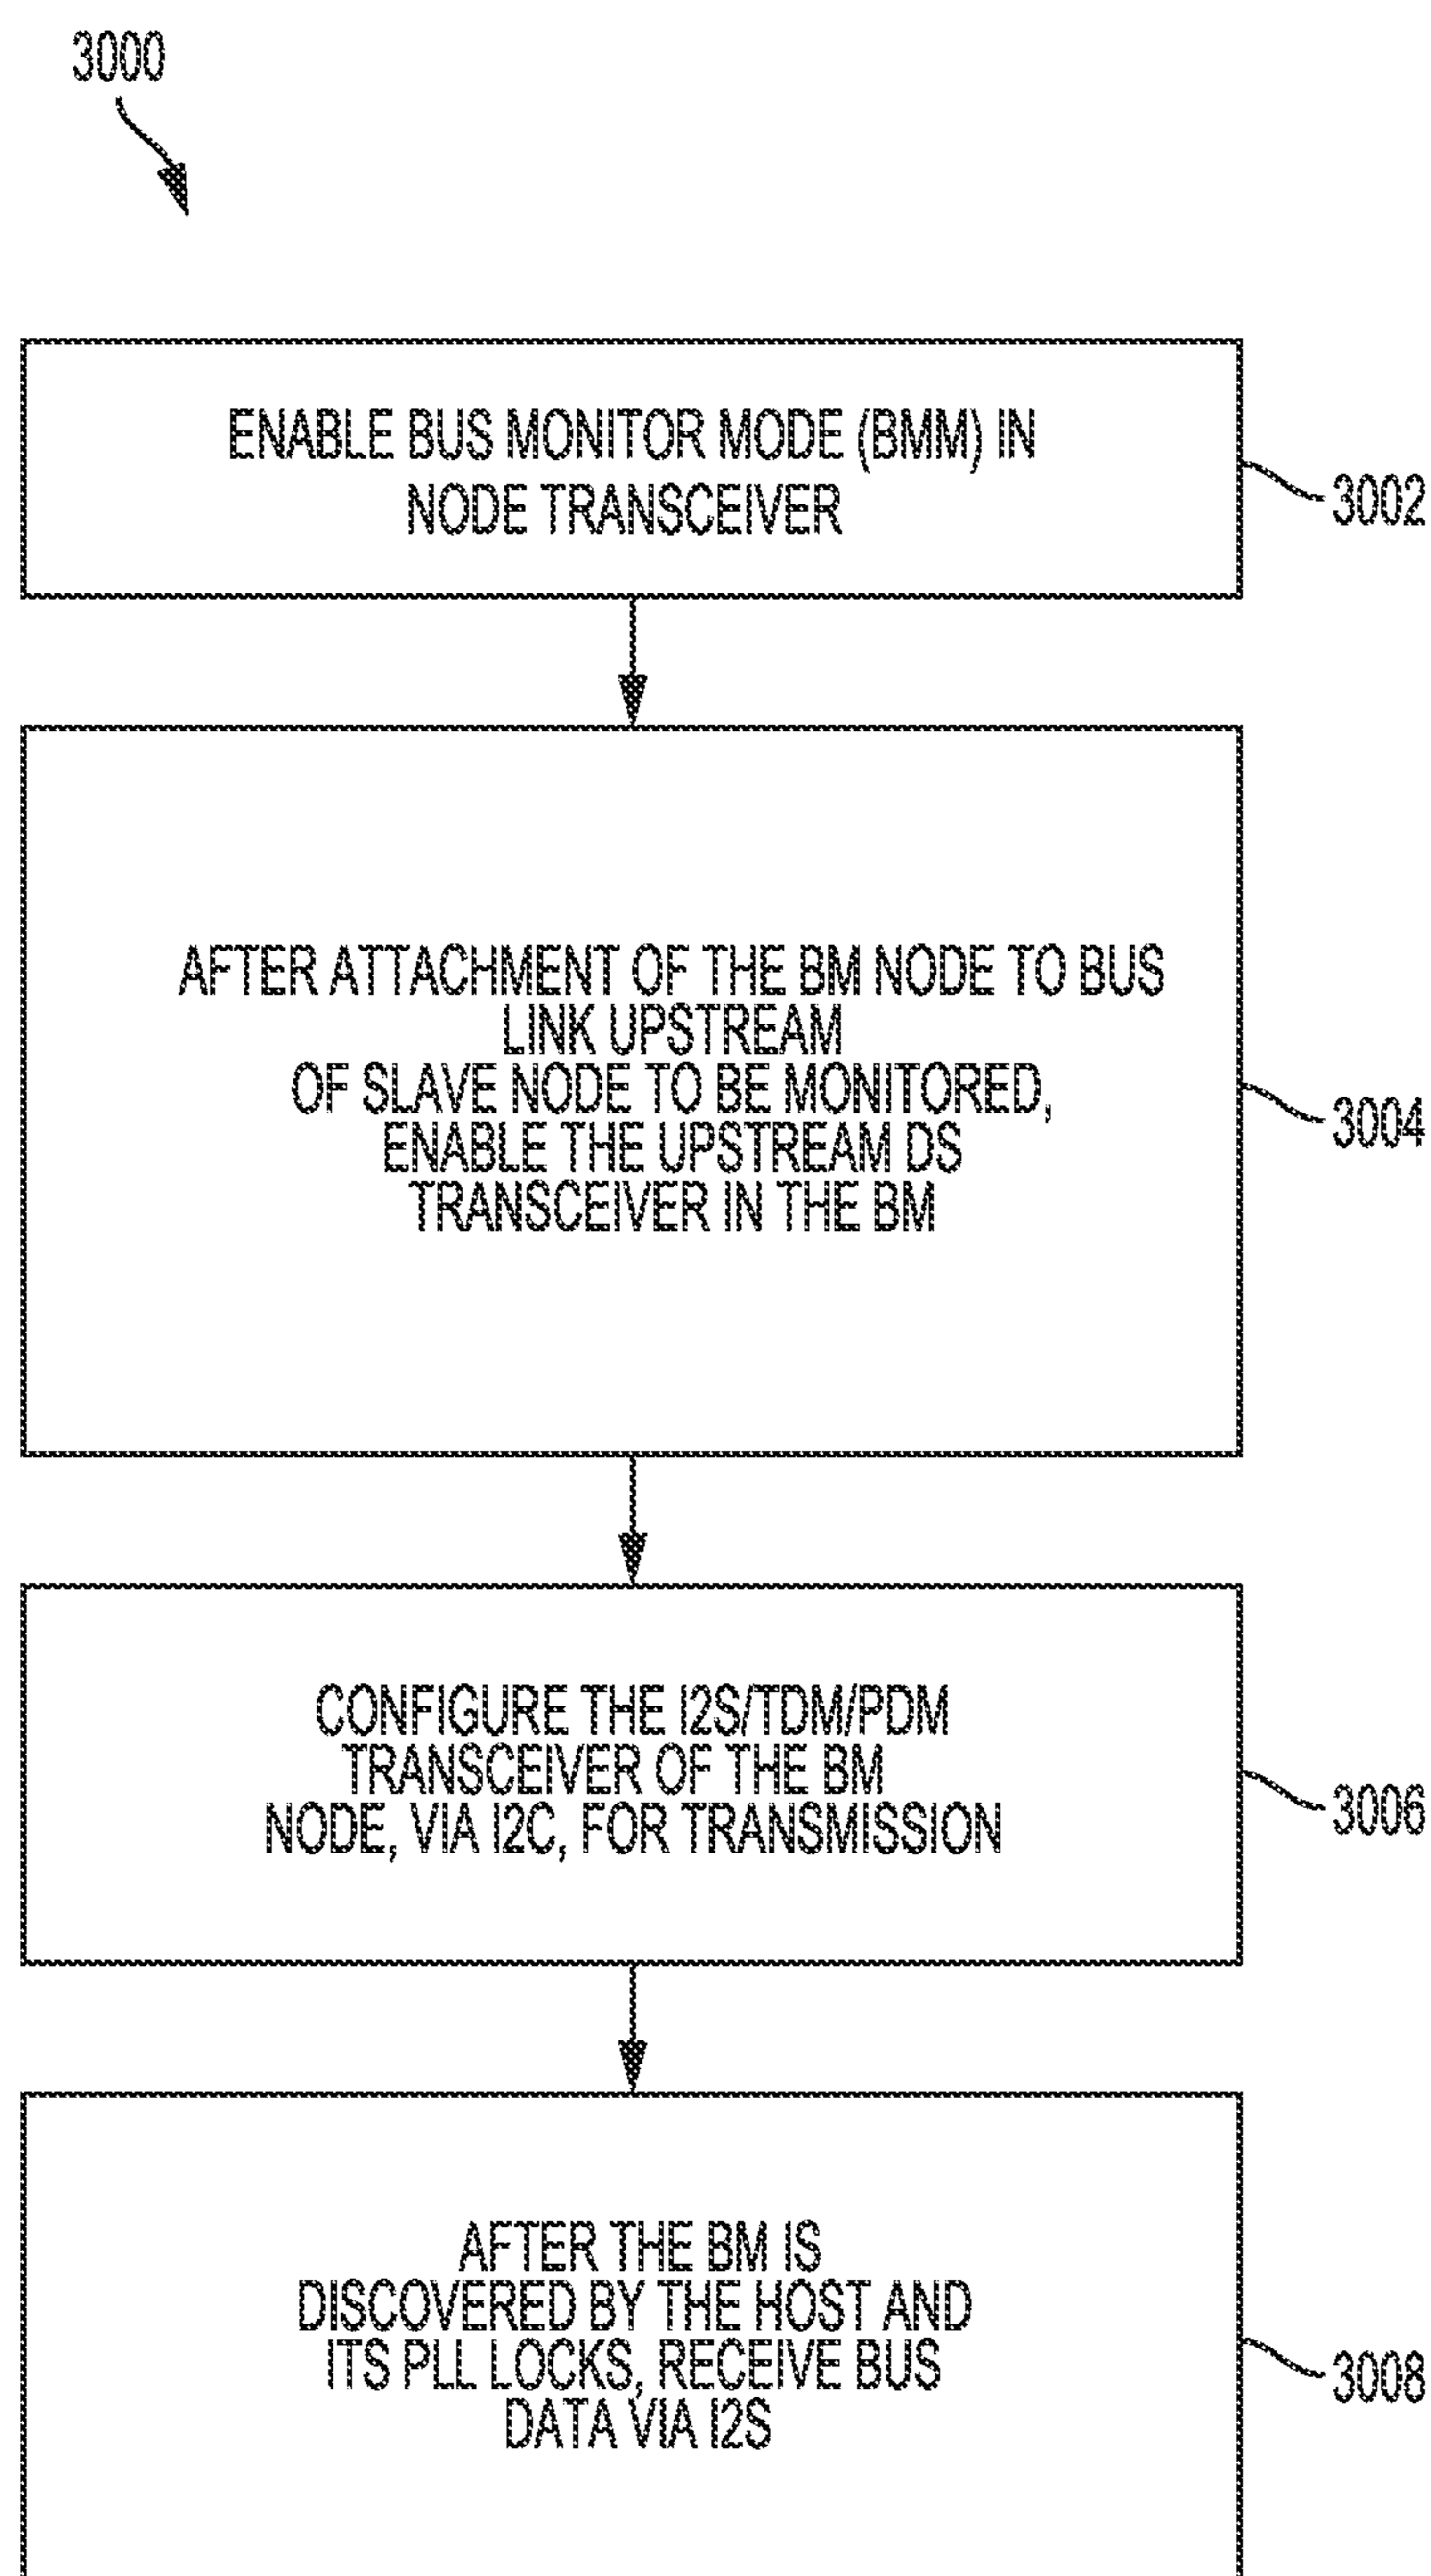 3000
ENABLE BUS MONITOR MODE (BMM) IN
NODE TRANSCEIVER
3002
AFTER ATTACHMENT OF THE BM NODE TO BUS
LINK UPSTREAM
OF SLAVE NODE TO BE MONITORED,
ENABLE THE UPSTREAM DS
TRANSCEIVER IN THE BM
3004
CONFIGURE THE I2S/TDM/PDM
TRANSCEIVER OF THE BM
NODE, VIA I2C, FOR TRANSMISSION
3006
AFTER THE BM IS
DISCOVERED BY THE HOST AND
ITS PLL LOCKS, RECEIVE BUS
DATA VIA I2S
3008